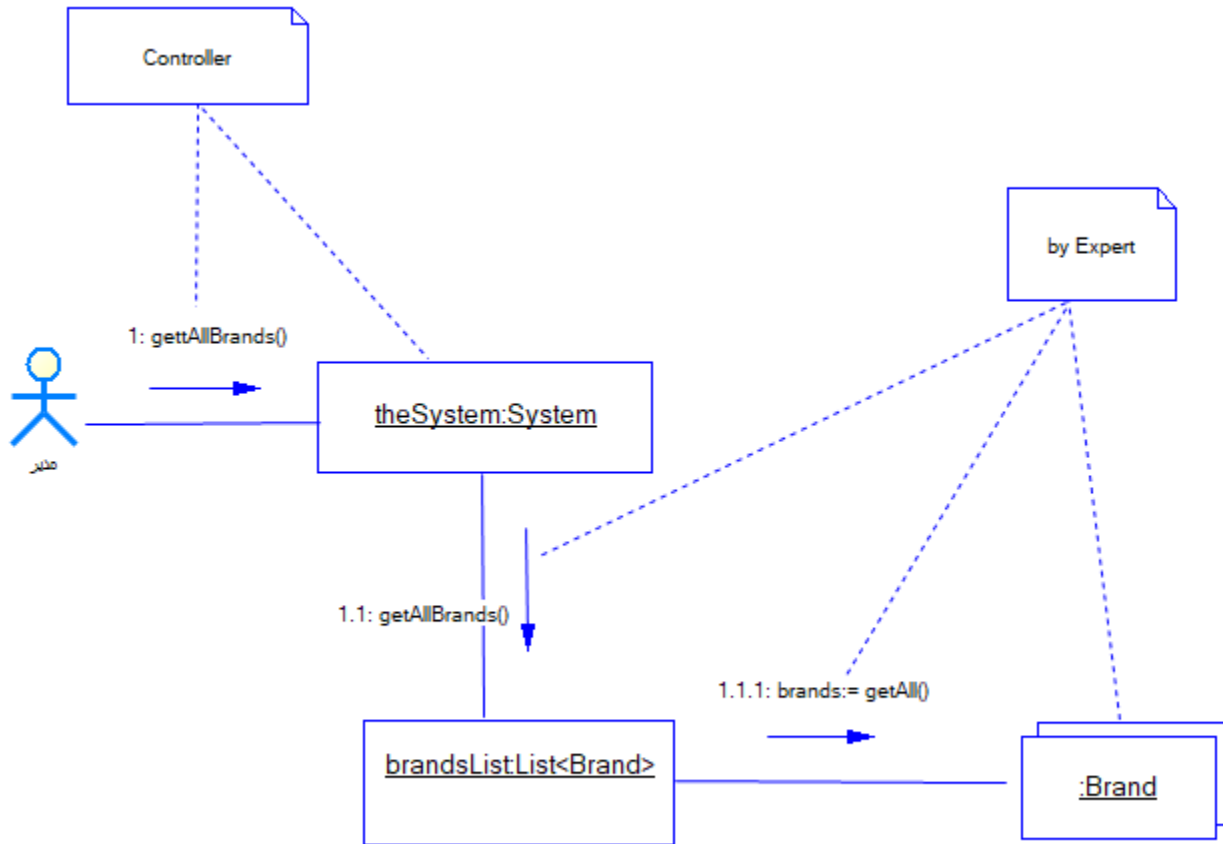 Controller
by Expert
1: gettAllBrands()
theSystem:System
مدير
1.1: getAllBrands()
1.1.1: brands:= getAll()
brandsList:List<Brand>
:Brand